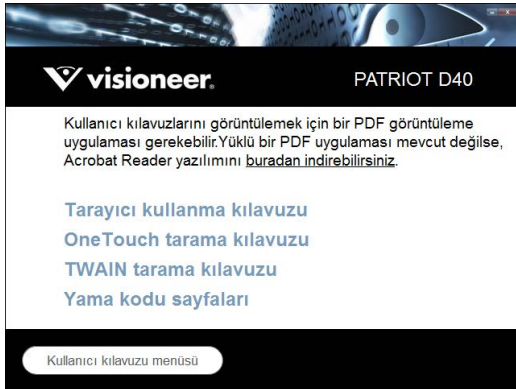 visioneer®
PATRIOT D40
Kullanıcı kılavuzlarını görüntülemek için bir PDF görüntüleme
uygulaması gerekebilir.Yüklü bir PDF uygulaması mevcut değilse,
Acrobat Reader yazılımını buradan indirebilirsiniz.
Tarayıcı kullanma kılavuzu
OneTouch tarama kılavuzu
TWAIN tarama kılavuzu
Yama kodu sayfaları
Kullanıcı kılavuzu menüsü